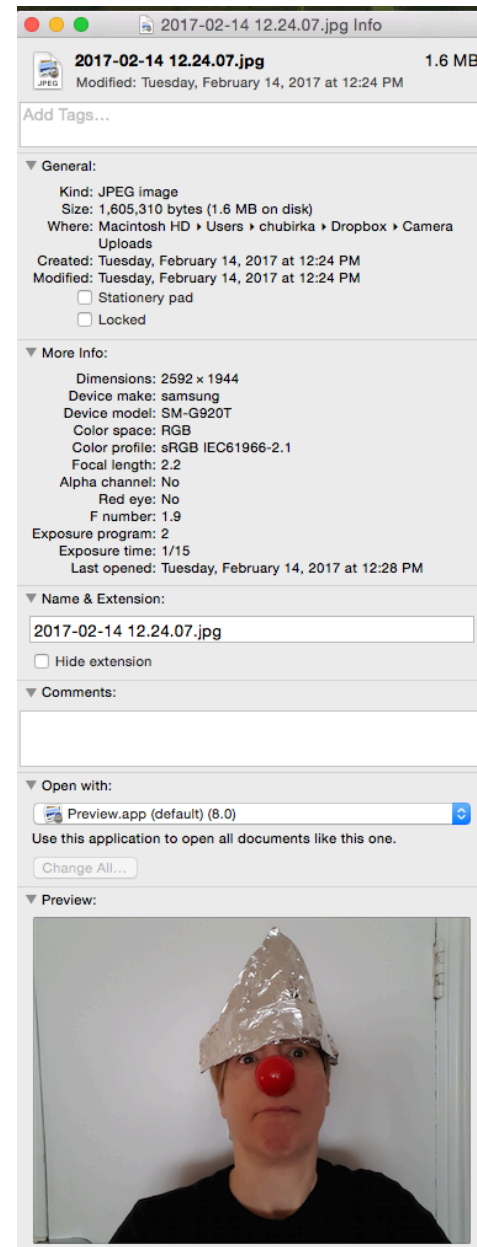 2017-02-14 12.24.07.jpg Info
2017-02-14 12.24.07.jpg 1.6 MB
JPEG Modified: Tuesday, February 14, 2017 at 12:24 PM
Add Tags...
▼ General:
Kind: JPEG image
Size: 1,605,310 bytes (1.6 MB on disk)
Where: Macintosh HD ▸ Users ▸ chubirka ▸ Dropbox ▸ Camera
Uploads
Created: Tuesday, February 14, 2017 at 12:24 PM
Modified: Tuesday, February 14, 2017 at 12:24 PM
Stationery pad
Locked
▼ More Info:
Dimensions: 2592 × 1944
Device make: samsung
Device model: SM-G920T
Color space: RGB
Color profile: sRGB IEC61966-2.1
Focal length: 2.2
Alpha channel: No
Red eye: No
F number: 1.9
Exposure program: 2
Exposure time: 1/15
Last opened: Tuesday, February 14, 2017 at 12:28 PM
▼ Name & Extension:
2017-02-14 12.24.07.jpg
Hide extension
▼ Comments:
▼ Open with:
Preview.app (default) (8.0)
Use this application to open all documents like this one.
Change All...
▼ Preview: